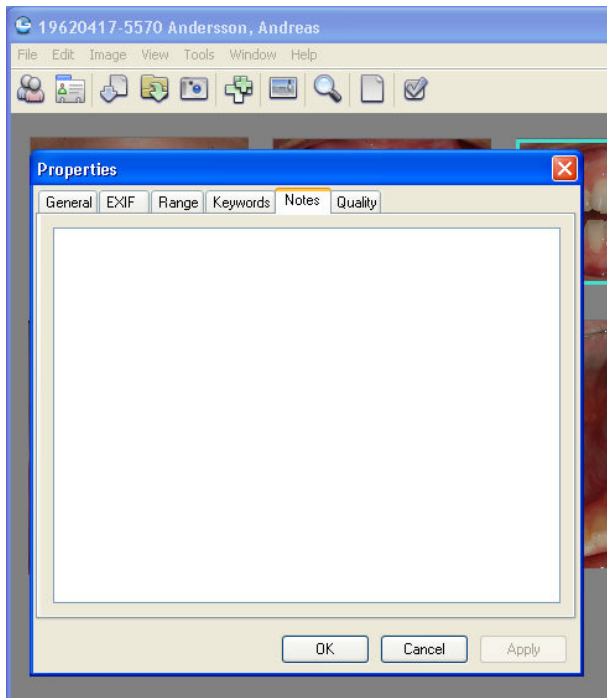 19620417-5570 Andersson, Andreas
File Edit Image View Tools Window Help
Properties
General EXIF Range Keywords Notes Quality
OK Cancel Apply